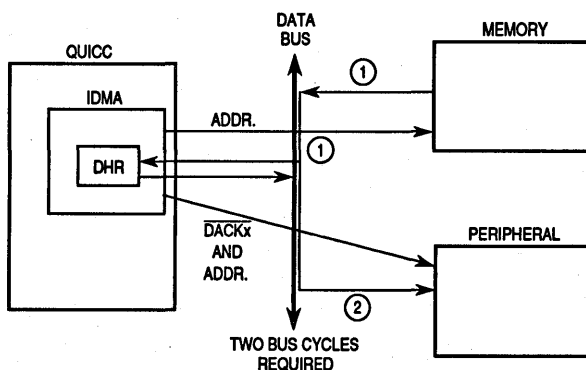 DATA
BUS
MEMORY
QUICC
①
IDMA
ADDR.
①
DHR
DACKx
AND
ADDR.
PERIPHERAL
②
TWO BUS CYCLES
REQUIRED